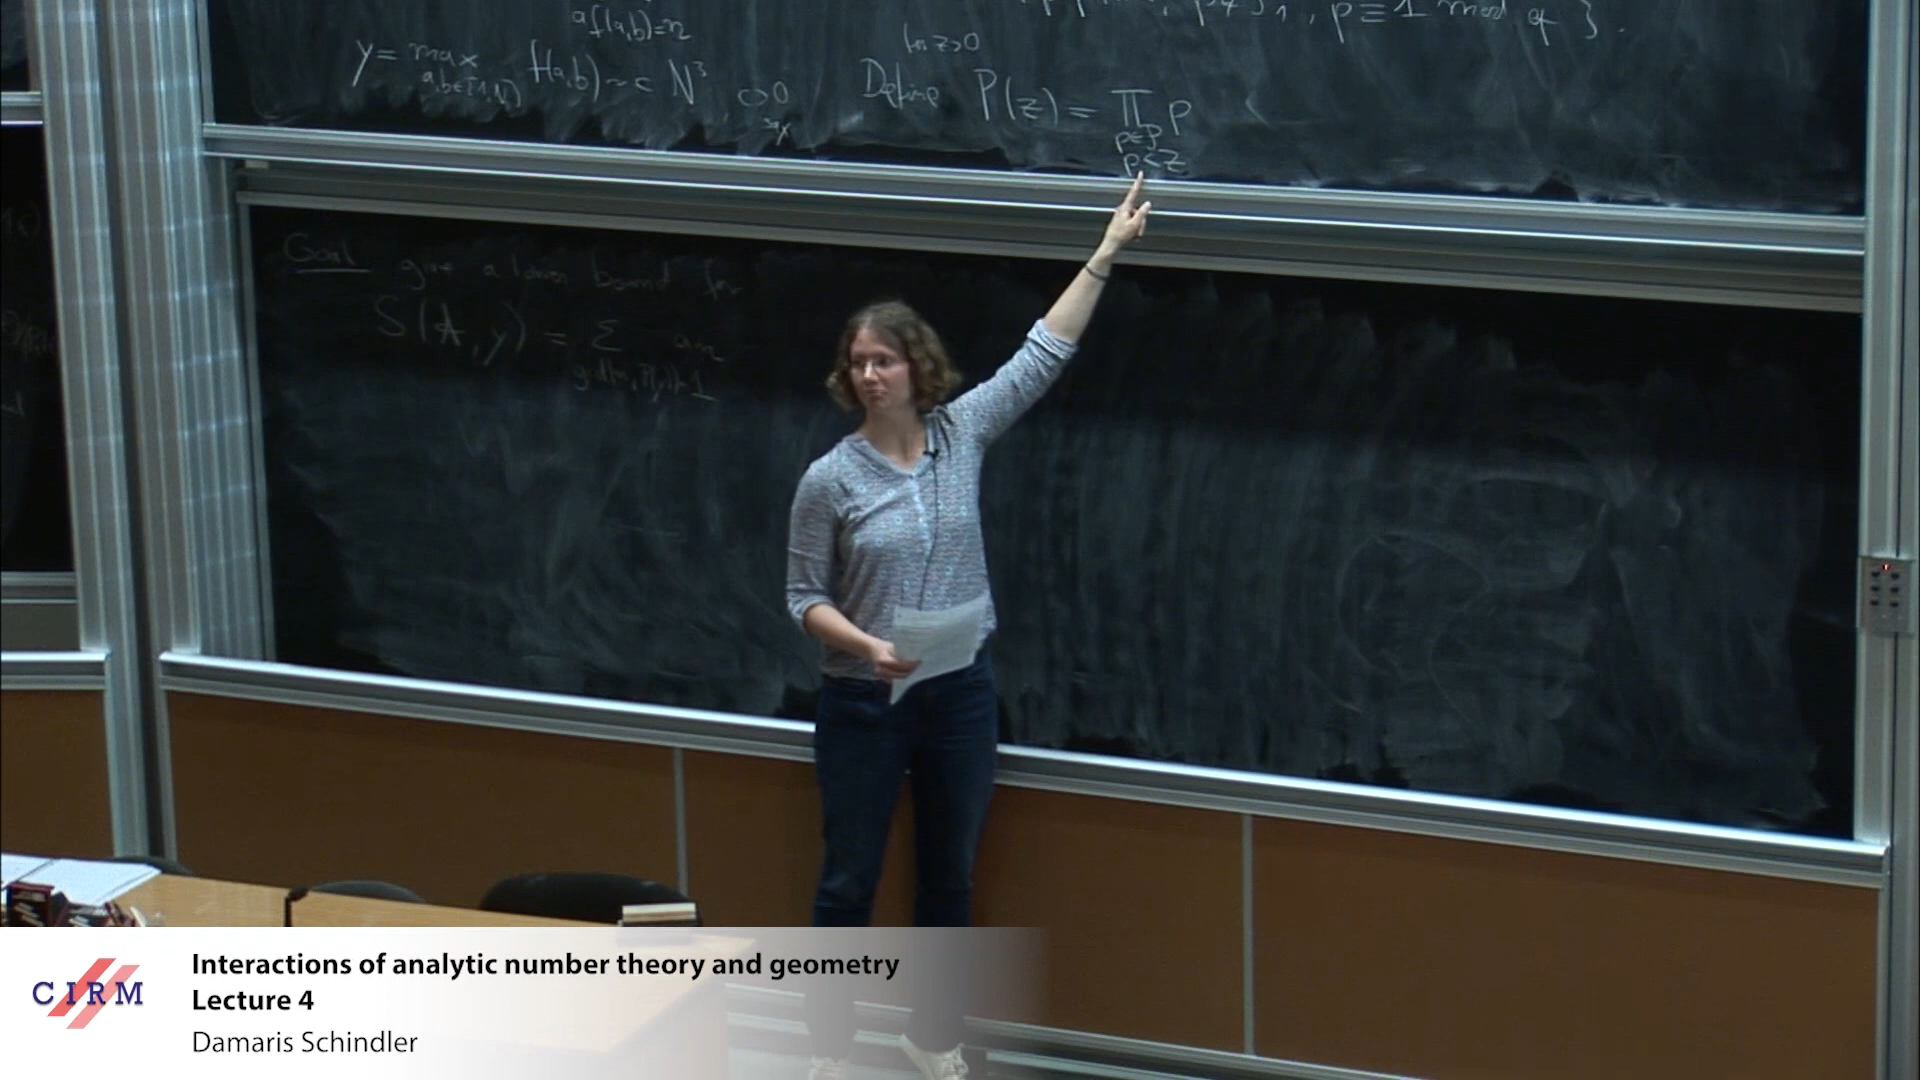 p ≡ 1 mod q }.
a f(a,b)=n
y = max f(a,b) ~ c N³
a,b∈[1,N]
for z>0
Define P(z) = ∏ p
p<z
Goal give a lower bound for
S(A,y) = Σ aₙ
gcd(n,P(y))=1
CIRM
Interactions of analytic number theory and geometry
Lecture 4
Damaris Schindler